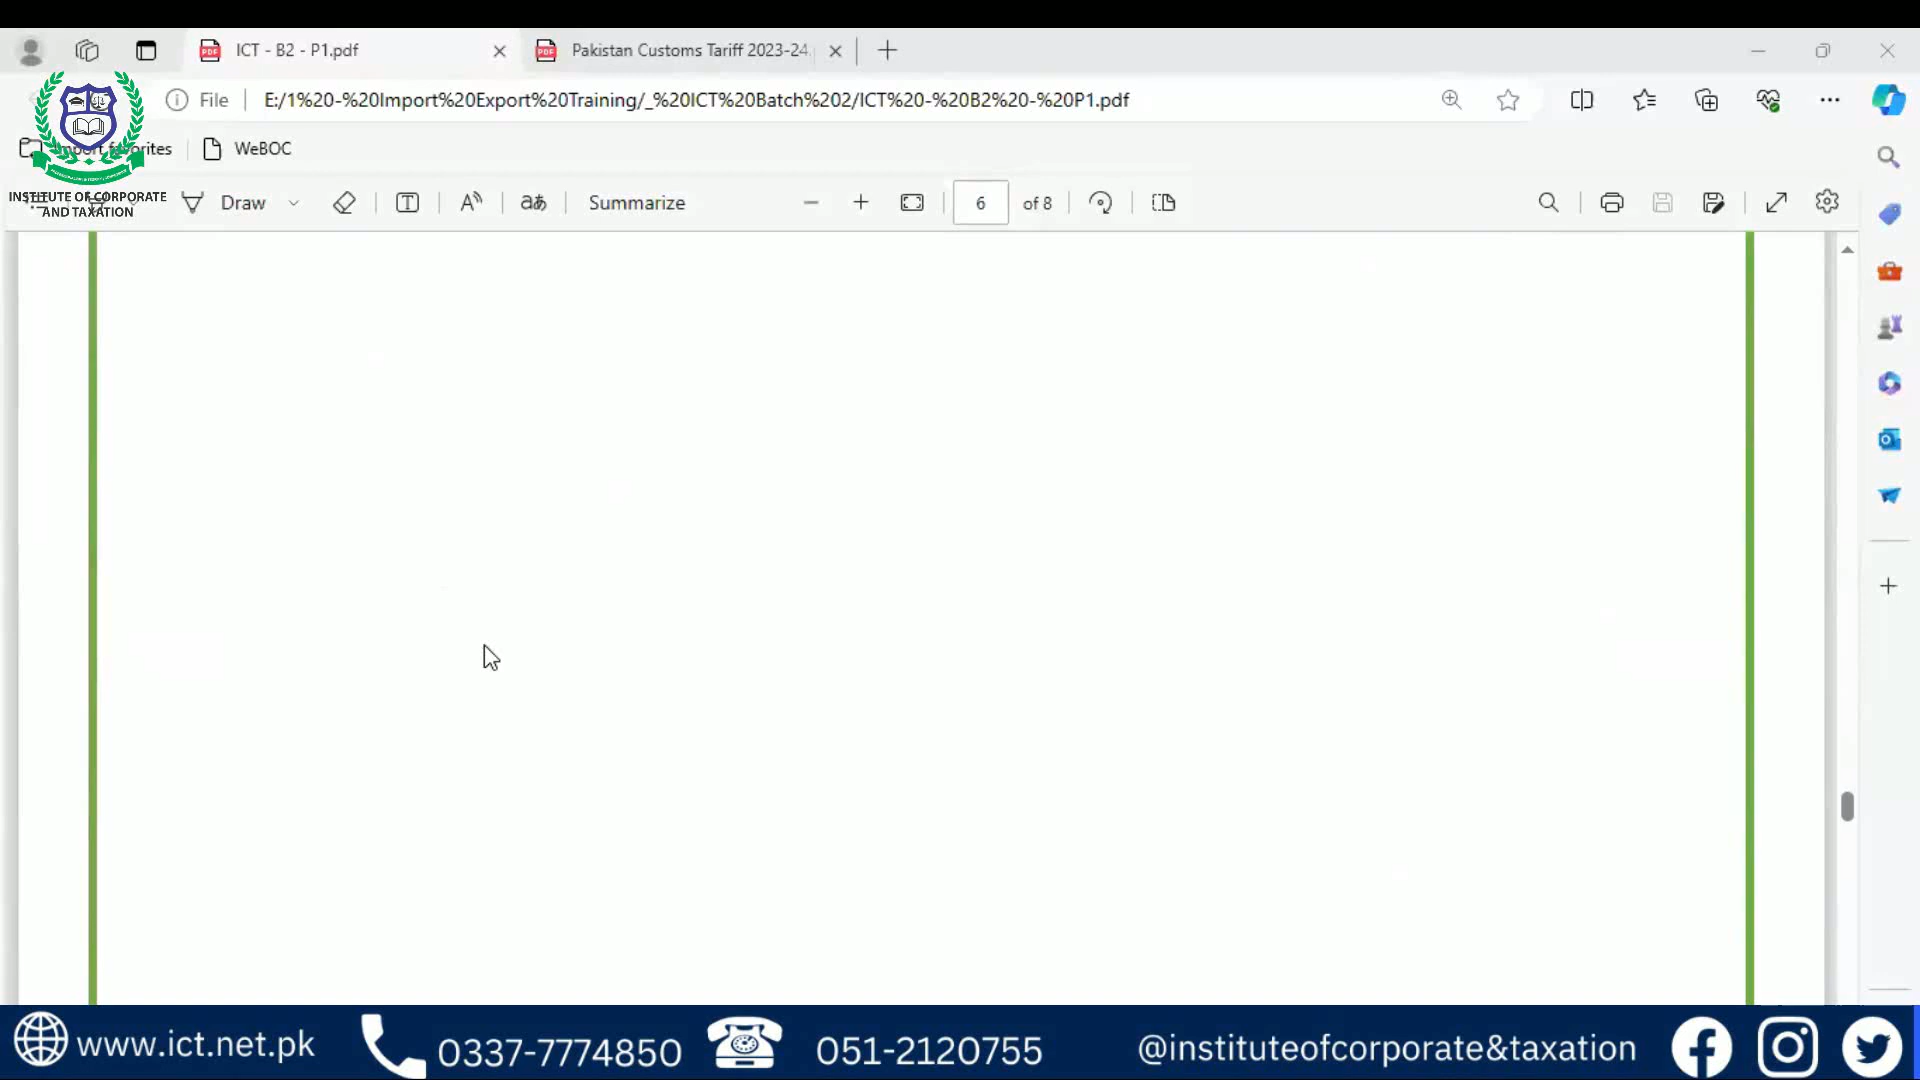 ICT - B2 - P1.pdf
Pakistan Customs Tariff 2023-24.
File
E:/1%20-%20Import%20Export%20Training/_%20ICT%20Batch%202/ICT%20-%20B2%20-%20P1.pdf
Import favorites
WeBOC
INSTITUTE OF CORPORATE
AND TAXATION
Draw
Summarize
6
of 8
www.ict.net.pk
0337-7774850
051-2120755
@instituteofcorporate&taxation